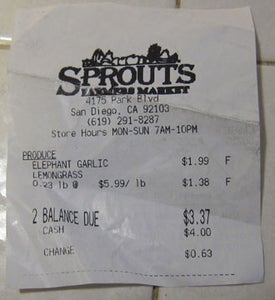 SPROUTS
FARMERS MARKET
4175 Park Blvd
San Diego, CA 92103
(619) 291-8287
Store Hours MON-SUN 7AM-10PM
PRODUCE
ELEPHANT GARLIC $1.99 F
LEMONGRASS
0.23 lb @ $5.99/ lb $1.38 F
2 BALANCE DUE $3.37
CASH $4.00
CHANGE $0.63